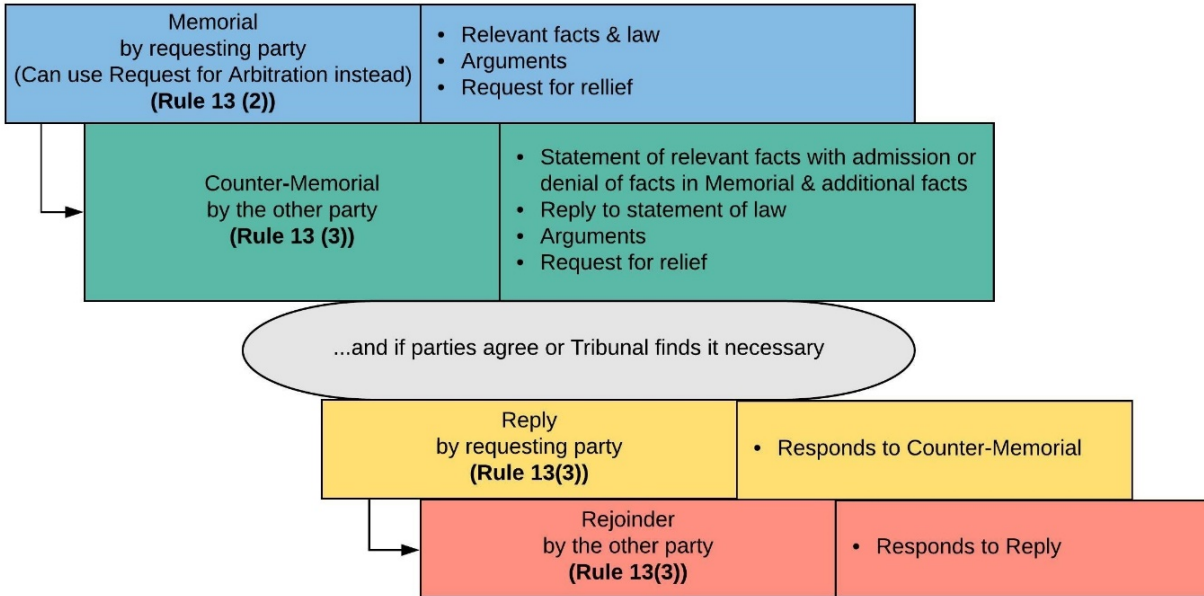 Memorial
by requesting party
(Can use Request for Arbitration instead)
(Rule 13 (2))
• Relevant facts & law
• Arguments
• Request for rellief
Counter-Memorial
by the other party
(Rule 13 (3))
• Statement of relevant facts with admission or
denial of facts in Memorial & additional facts
• Reply to statement of law
• Arguments
• Request for relief
...and if parties agree or Tribunal finds it necessary
Reply
by requesting party
(Rule 13(3))
• Responds to Counter-Memorial
Rejoinder
by the other party
(Rule 13(3))
• Responds to Reply